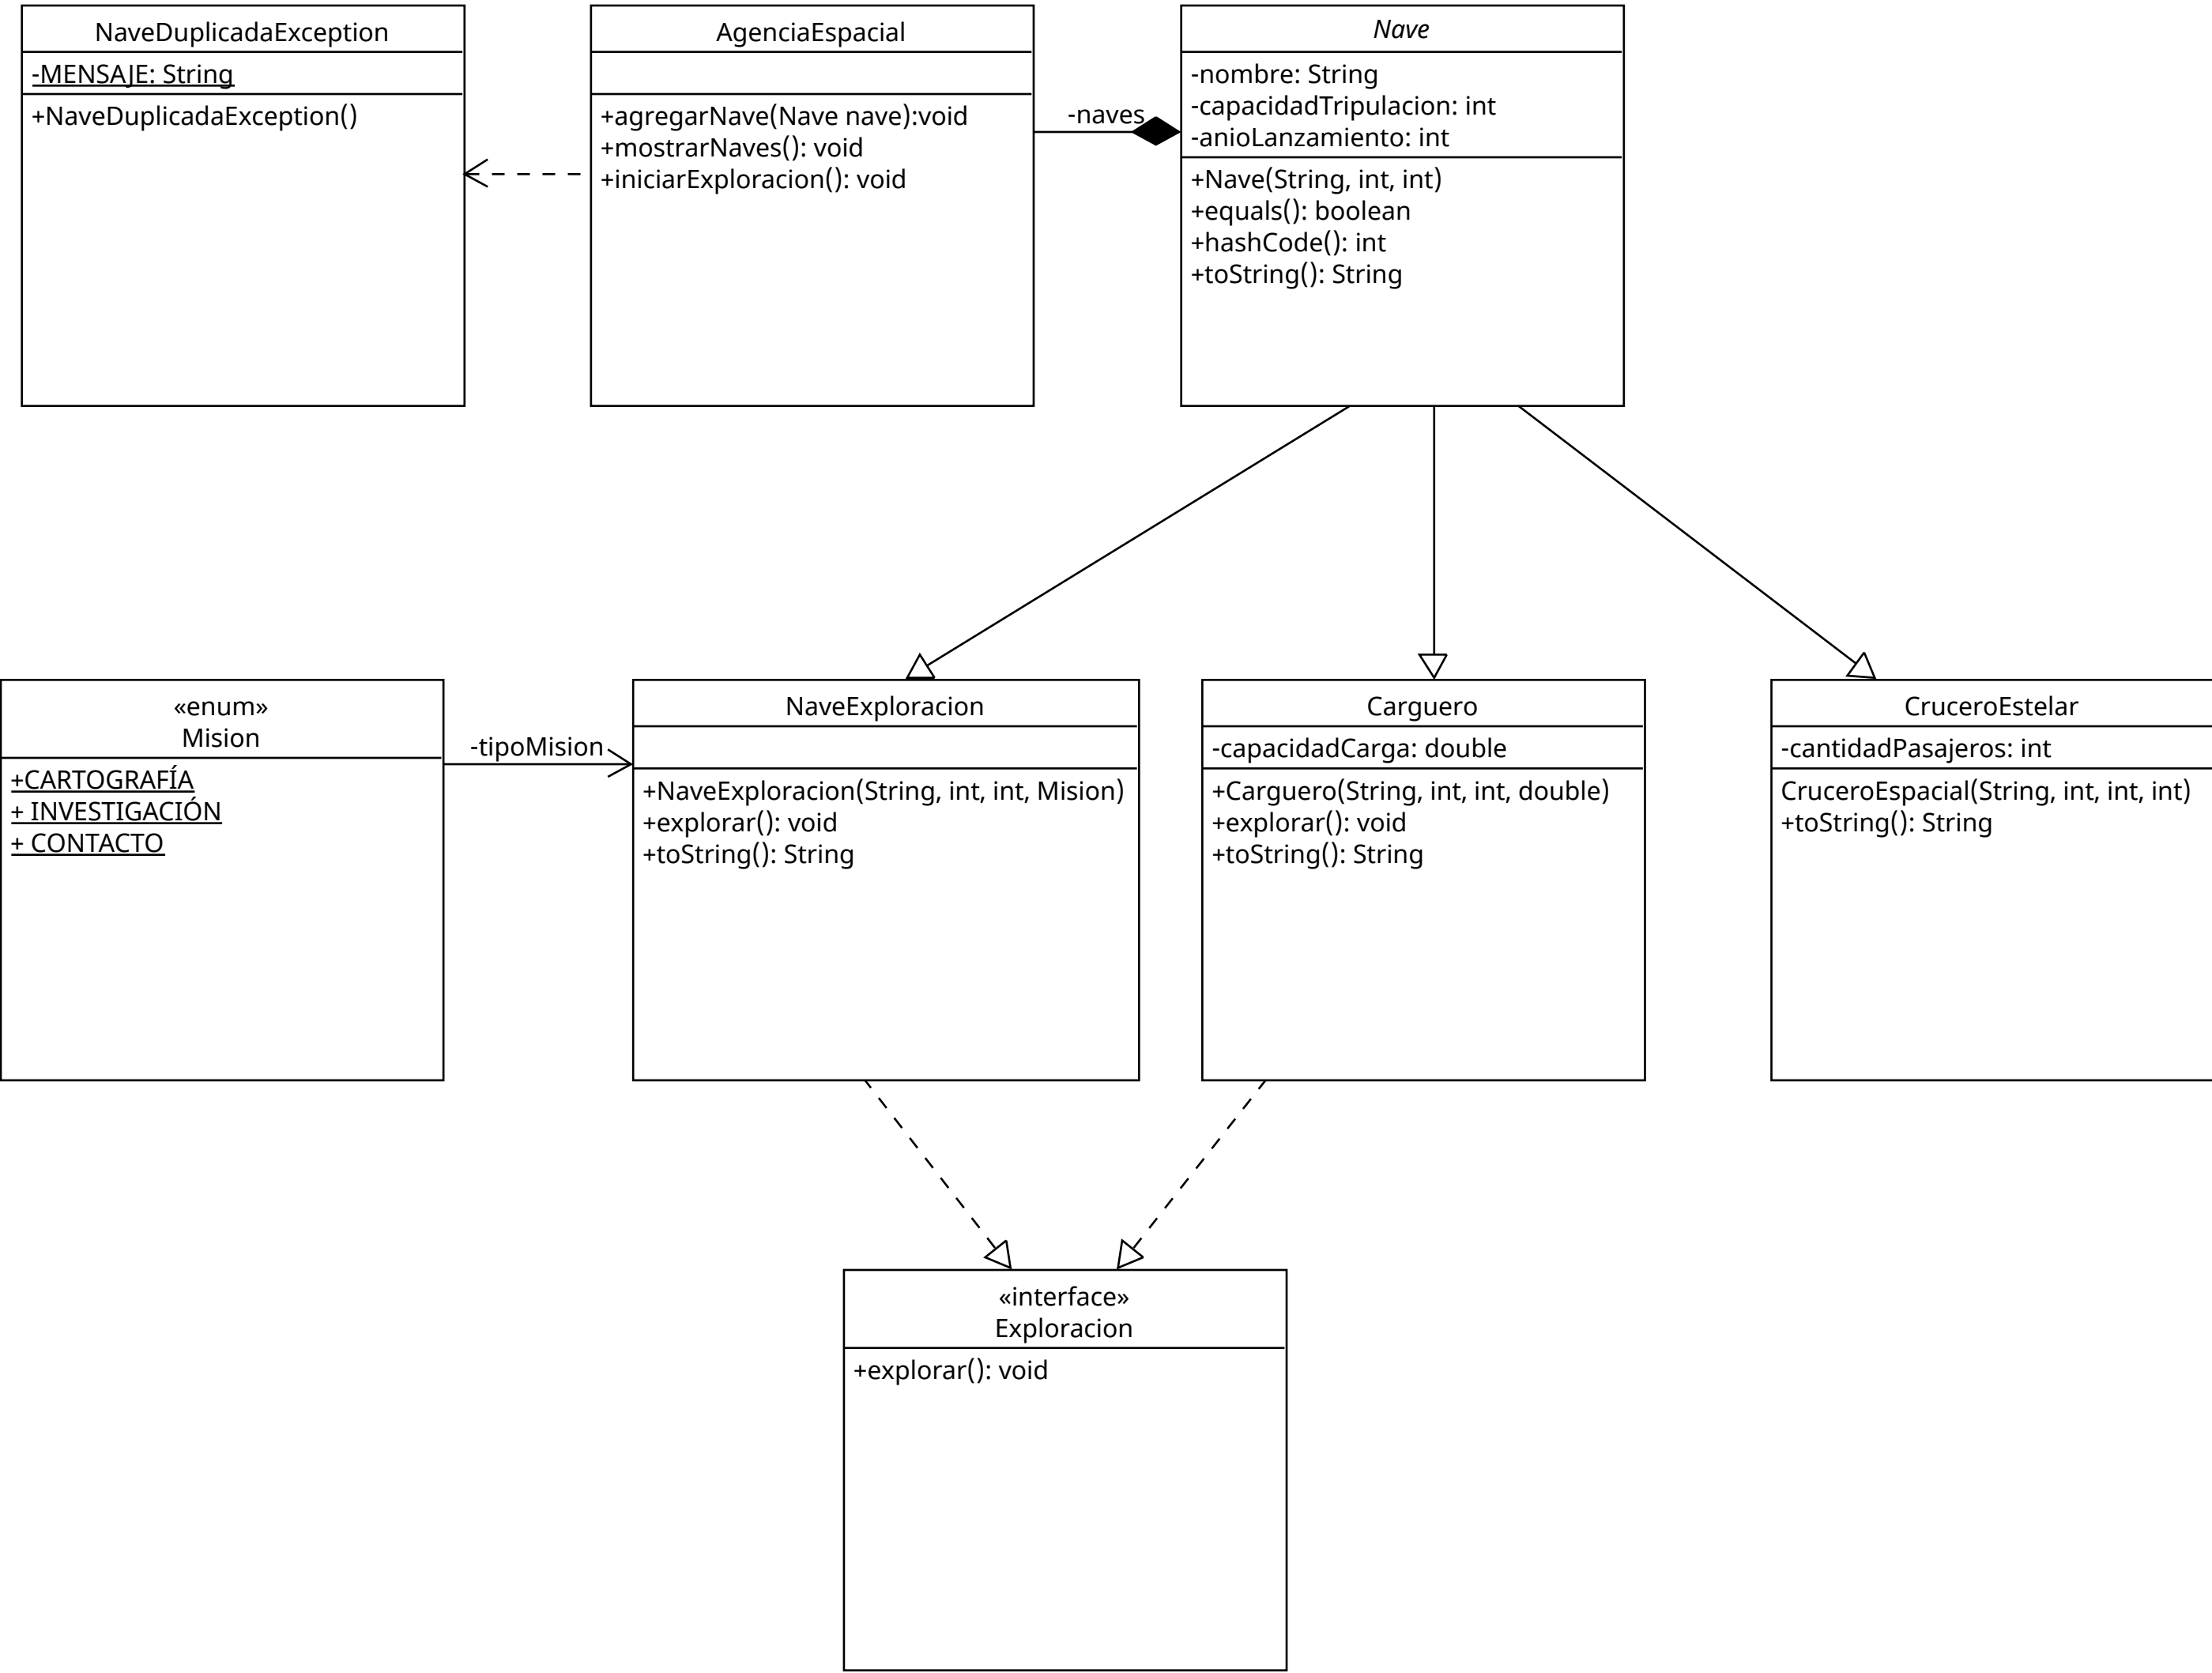 NaveDuplicadaException
-MENSAJE: String
+NaveDuplicadaException()
AgenciaEspacial
+agregarNave(Nave nave):void
+mostrarNaves(): void
+iniciarExploracion(): void
-naves
Nave
-nombre: String
-capacidadTripulacion: int
-anioLanzamiento: int
+Nave(String, int, int)
+equals(): boolean
+hashCode(): int
+toString(): String
«enum»
Mision
+CARTOGRAFÍA
+ INVESTIGACIÓN
+ CONTACTO
-tipoMision
NaveExploracion
+NaveExploracion(String, int, int, Mision)
+explorar(): void
+toString(): String
Carguero
-capacidadCarga: double
+Carguero(String, int, int, double)
+explorar(): void
+toString(): String
CruceroEstelar
-cantidadPasajeros: int
CruceroEspacial(String, int, int, int)
+toString(): String
«interface»
Exploracion
+explorar(): void